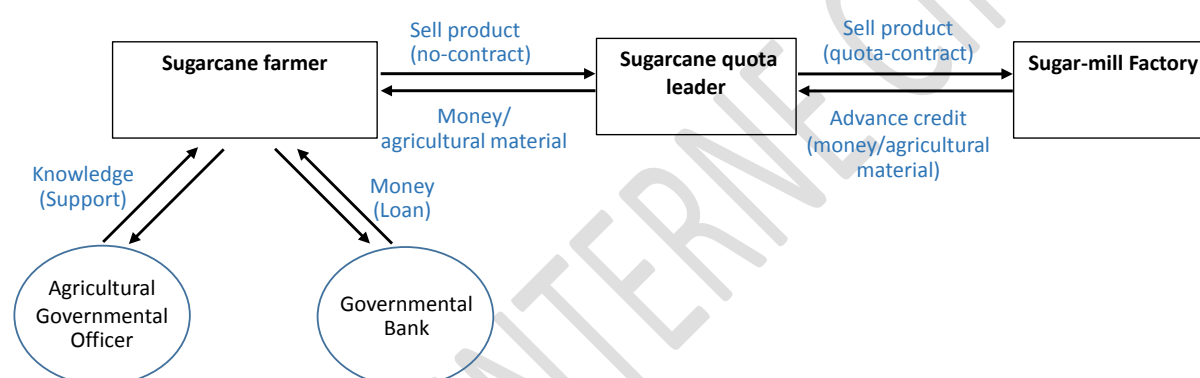 Sell product
(no-contract)
Sell product
(quota-contract)
Sugarcane farmer
Sugarcane quota
leader
Sugar-mill Factory
Money/
agricultural material
Advance credit
(money/agricultural
material)
Knowledge
(Support)
Money
(Loan)
Agricultural
Governmental
Officer
Governmental
Bank